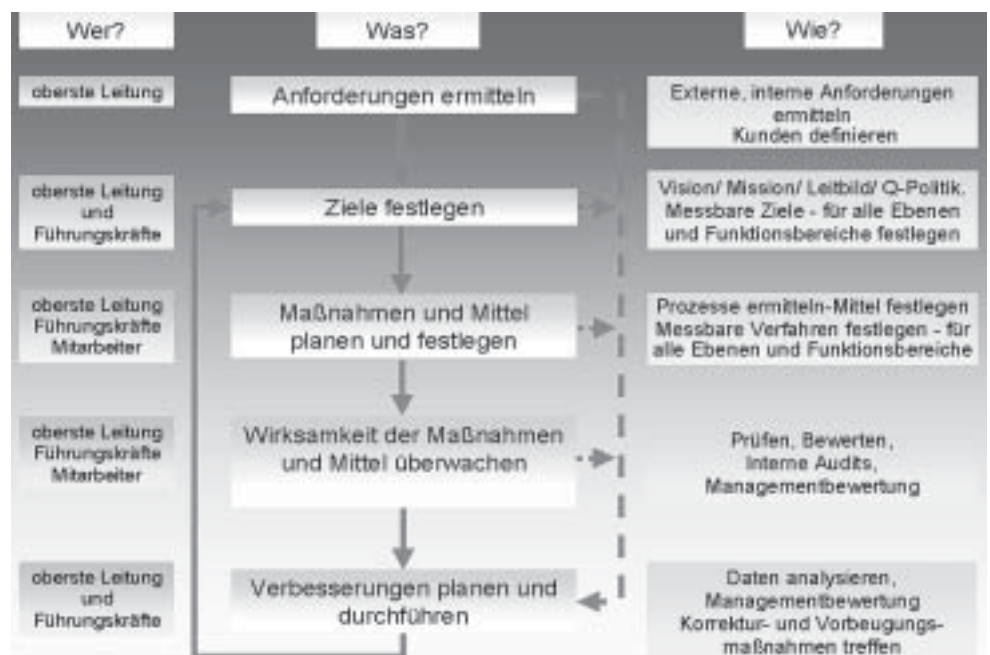 Wer?
Was?
Wie?
oberste Leitung
Anforderungen ermitteln
Externe, interne Anforderungen
ermitteln
Kunden definieren
oberste Leitung
und
Führungskräfte
Ziele festlegen
Vision/ Mission/ Leitbild/ Q-Politik.
Messbare Ziele - für alle Ebenen
und Funktionsbereiche festlegen
oberste Leitung
Führungskräfte
Mitarbeiter
Maßnahmen und Mittel
planen und festlegen
Prozesse ermitteln-Mittel festlegen
Messbare Verfahren festlegen - für
alle Ebenen und Funktionsbereiche
oberste Leitung
Führungskräfte
Mitarbeiter
Wirksamkeit der Maßnahmen
und Mittel überwachen
Prüfen, Bewerten,
Interne Audits,
Managementbewertung
oberste Leitung
und
Führungskräfte
Verbesserungen planen und
durchführen
Daten analysieren,
Managementbewertung
Korrektur- und Vorbeugungs-
maßnahmen treffen